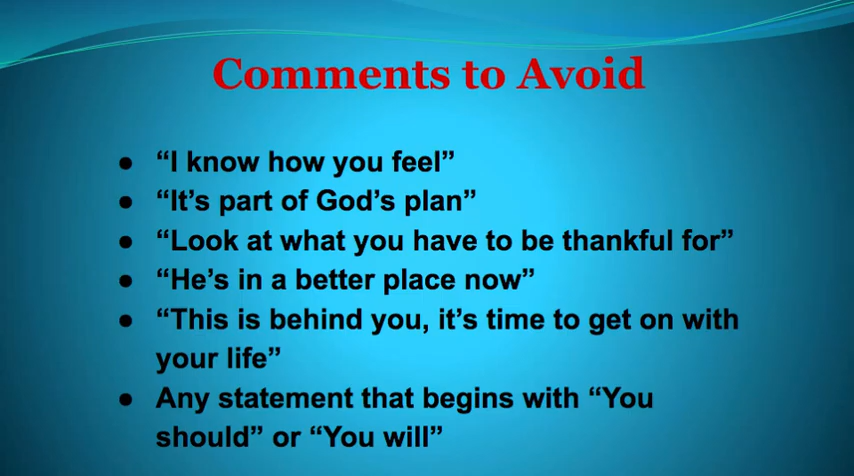 Comments to Avoid
● “I know how you feel”
● “It’s part of God’s plan”
● “Look at what you have to be thankful for”
● “He’s in a better place now”
● “This is behind you, it’s time to get on with
your life”
● Any statement that begins with “You
should” or “You will”